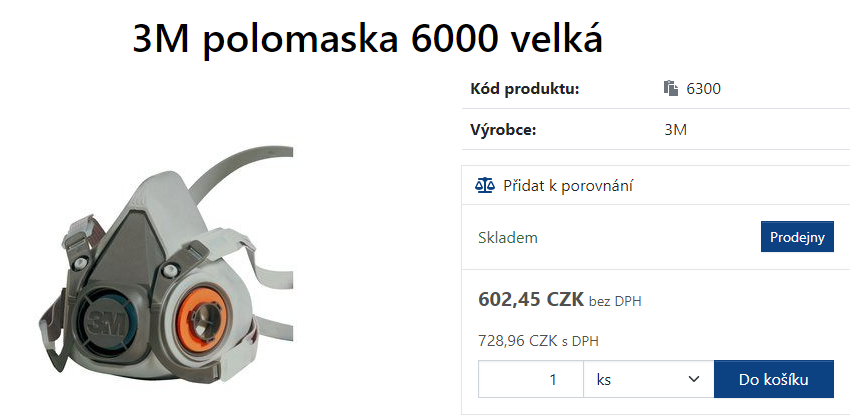 3M polomaska 6000 velká
Kód produktu: 6300
Výrobce: 3M
Přidat k porovnání
Skladem Prodejny
602,45 CZK bez DPH
728,96 CZK s DPH
1 ks Do košíku
3M